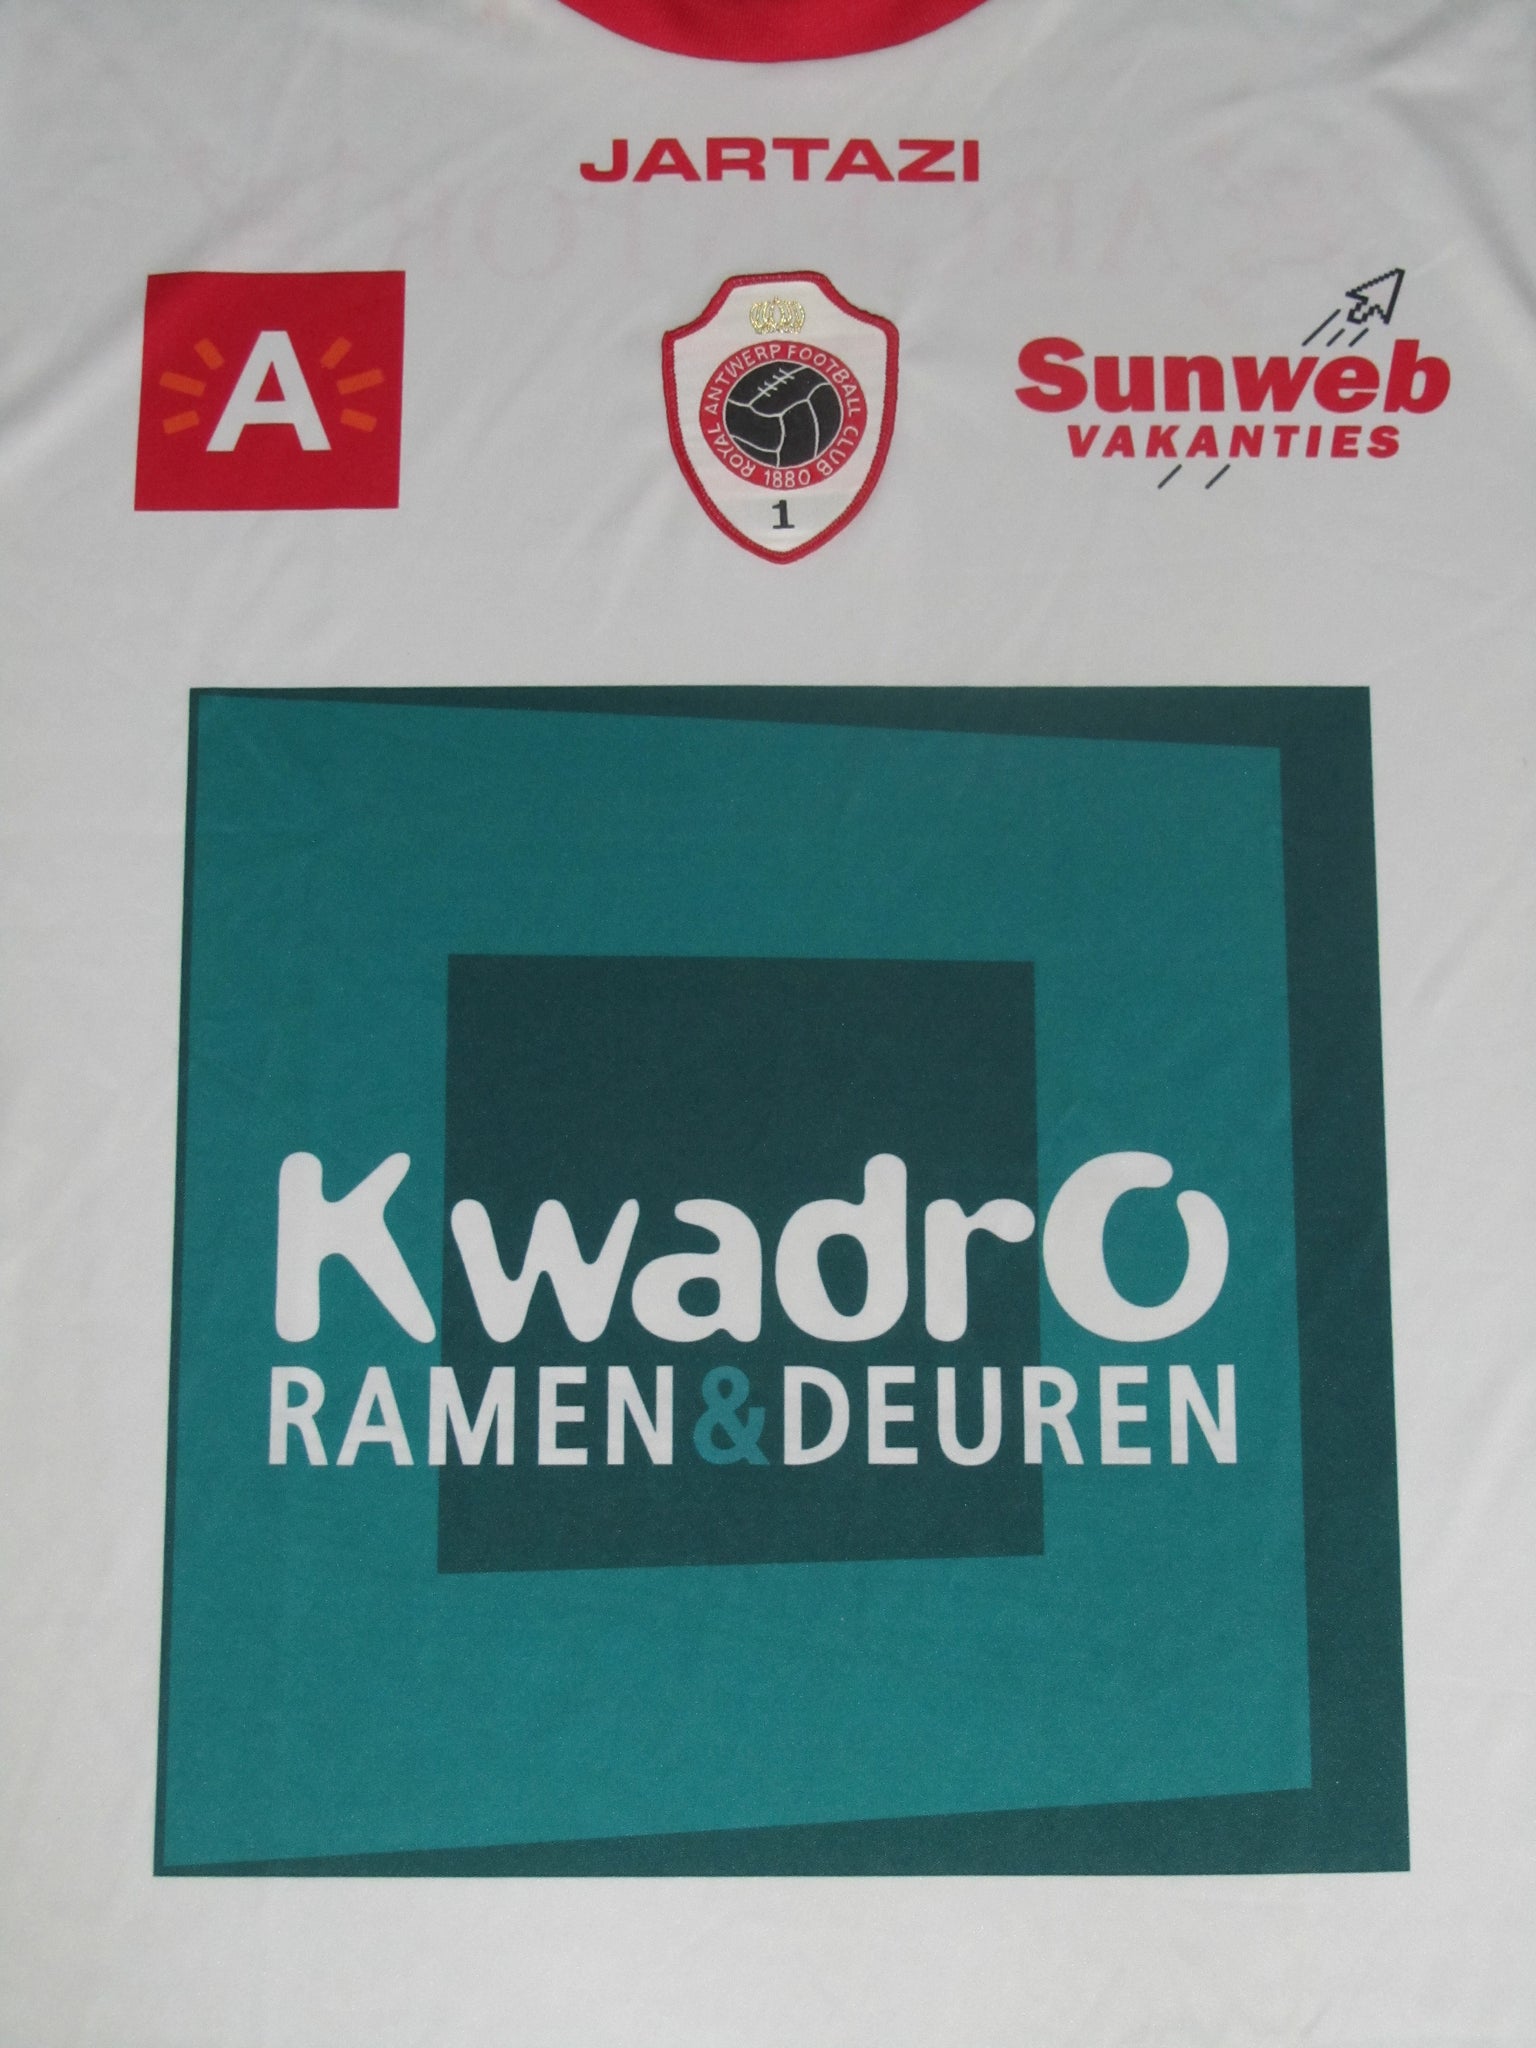 JARTAZI
A
ROYAL ANTWERP FOOTBALL CLUB
1880
1
Sunweb
VAKANTIES
KwadrO
RAMEN&DEUREN